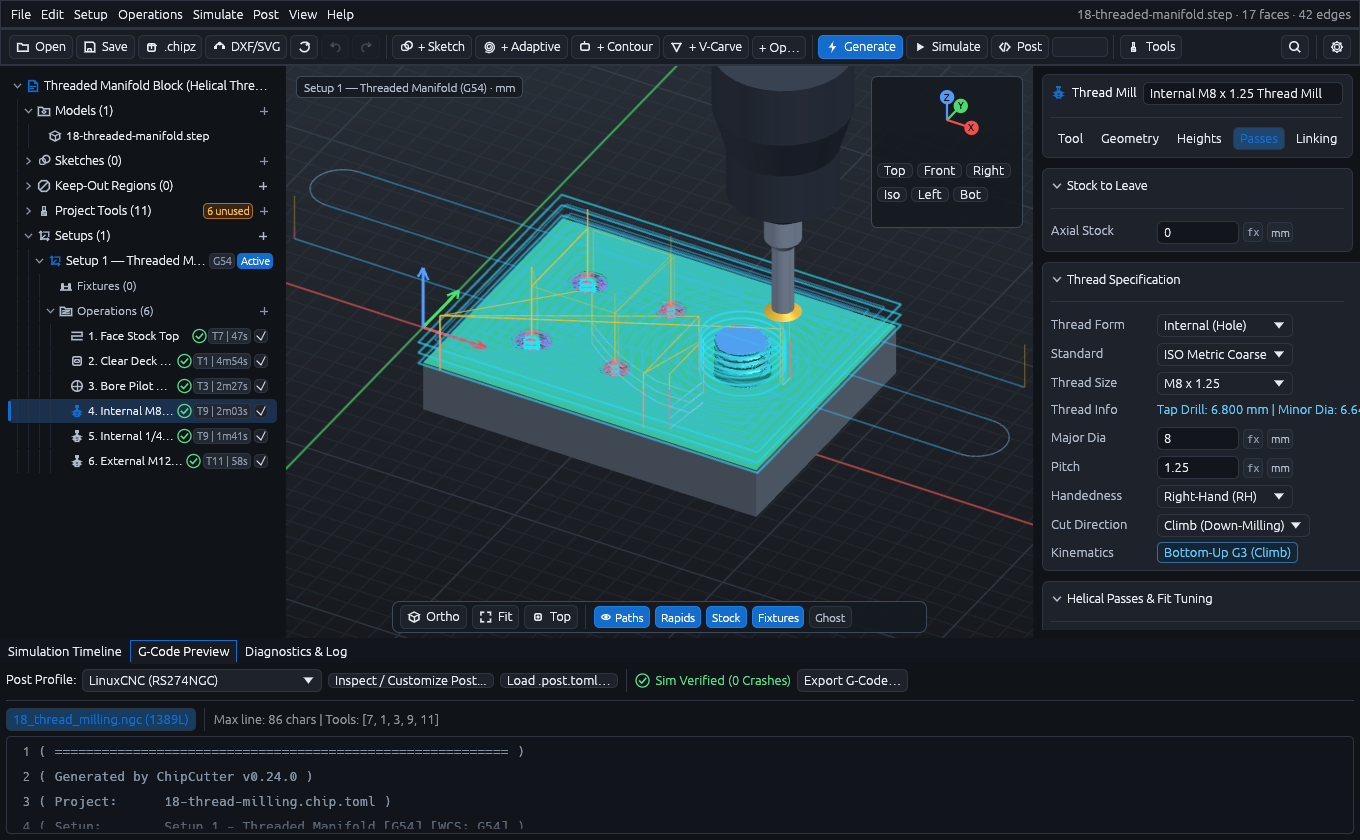 File Edit Setup Operations Simulate Post View Help
18-threaded-manifold.step · 17 faces · 42 edges
Open Save .chipz DXF/SVG + Sketch + Adaptive + Contour + V-Carve + Op... Generate Simulate Post Tools
Threaded Manifold Block (Helical Thre...
Models (1) +
18-threaded-manifold.step
Sketches (0) +
Keep-Out Regions (0) +
Project Tools (11) 6 unused +
Setups (1) +
Setup 1 — Threaded M... G54 Active
Fixtures (0)
Operations (6) +
1. Face Stock Top T7 | 47s
2. Clear Deck ... T1 | 4m54s
3. Bore Pilot ... T3 | 2m27s
4. Internal M8... T9 | 2m03s
5. Internal 1/4... T9 | 1m41s
6. External M12... T11 | 58s
Setup 1 — Threaded Manifold (G54) · mm
Z
Y
X
Top Front Right
Iso Left Bot
Ortho Fit Top Paths Rapids Stock Fixtures Ghost
Thread Mill Internal M8 x 1.25 Thread Mill
Tool Geometry Heights Passes Linking
Stock to Leave
Axial Stock 0 fx mm
Thread Specification
Thread Form Internal (Hole)
Standard ISO Metric Coarse
Thread Size M8 x 1.25
Thread Info Tap Drill: 6.800 mm | Minor Dia: 6.64
Major Dia 8 fx mm
Pitch 1.25 fx mm
Handedness Right-Hand (RH)
Cut Direction Climb (Down-Milling)
Kinematics Bottom-Up G3 (Climb)
Helical Passes & Fit Tuning
Simulation Timeline G-Code Preview Diagnostics & Log
Post Profile: LinuxCNC (RS274NGC) Inspect / Customize Post... Load .post.toml... Sim Verified (0 Crashes) Export G-Code...
18_thread_milling.ngc (1389L) Max line: 86 chars | Tools: [7, 1, 3, 9, 11]
1 ( ========================================================== )
2 ( Generated by ChipCutter v0.24.0 )
3 ( Project: 18-thread-milling.chip.toml )
4 ( Setup: Setup 1 - Threaded Manifold [G54] [WCS: G54] )